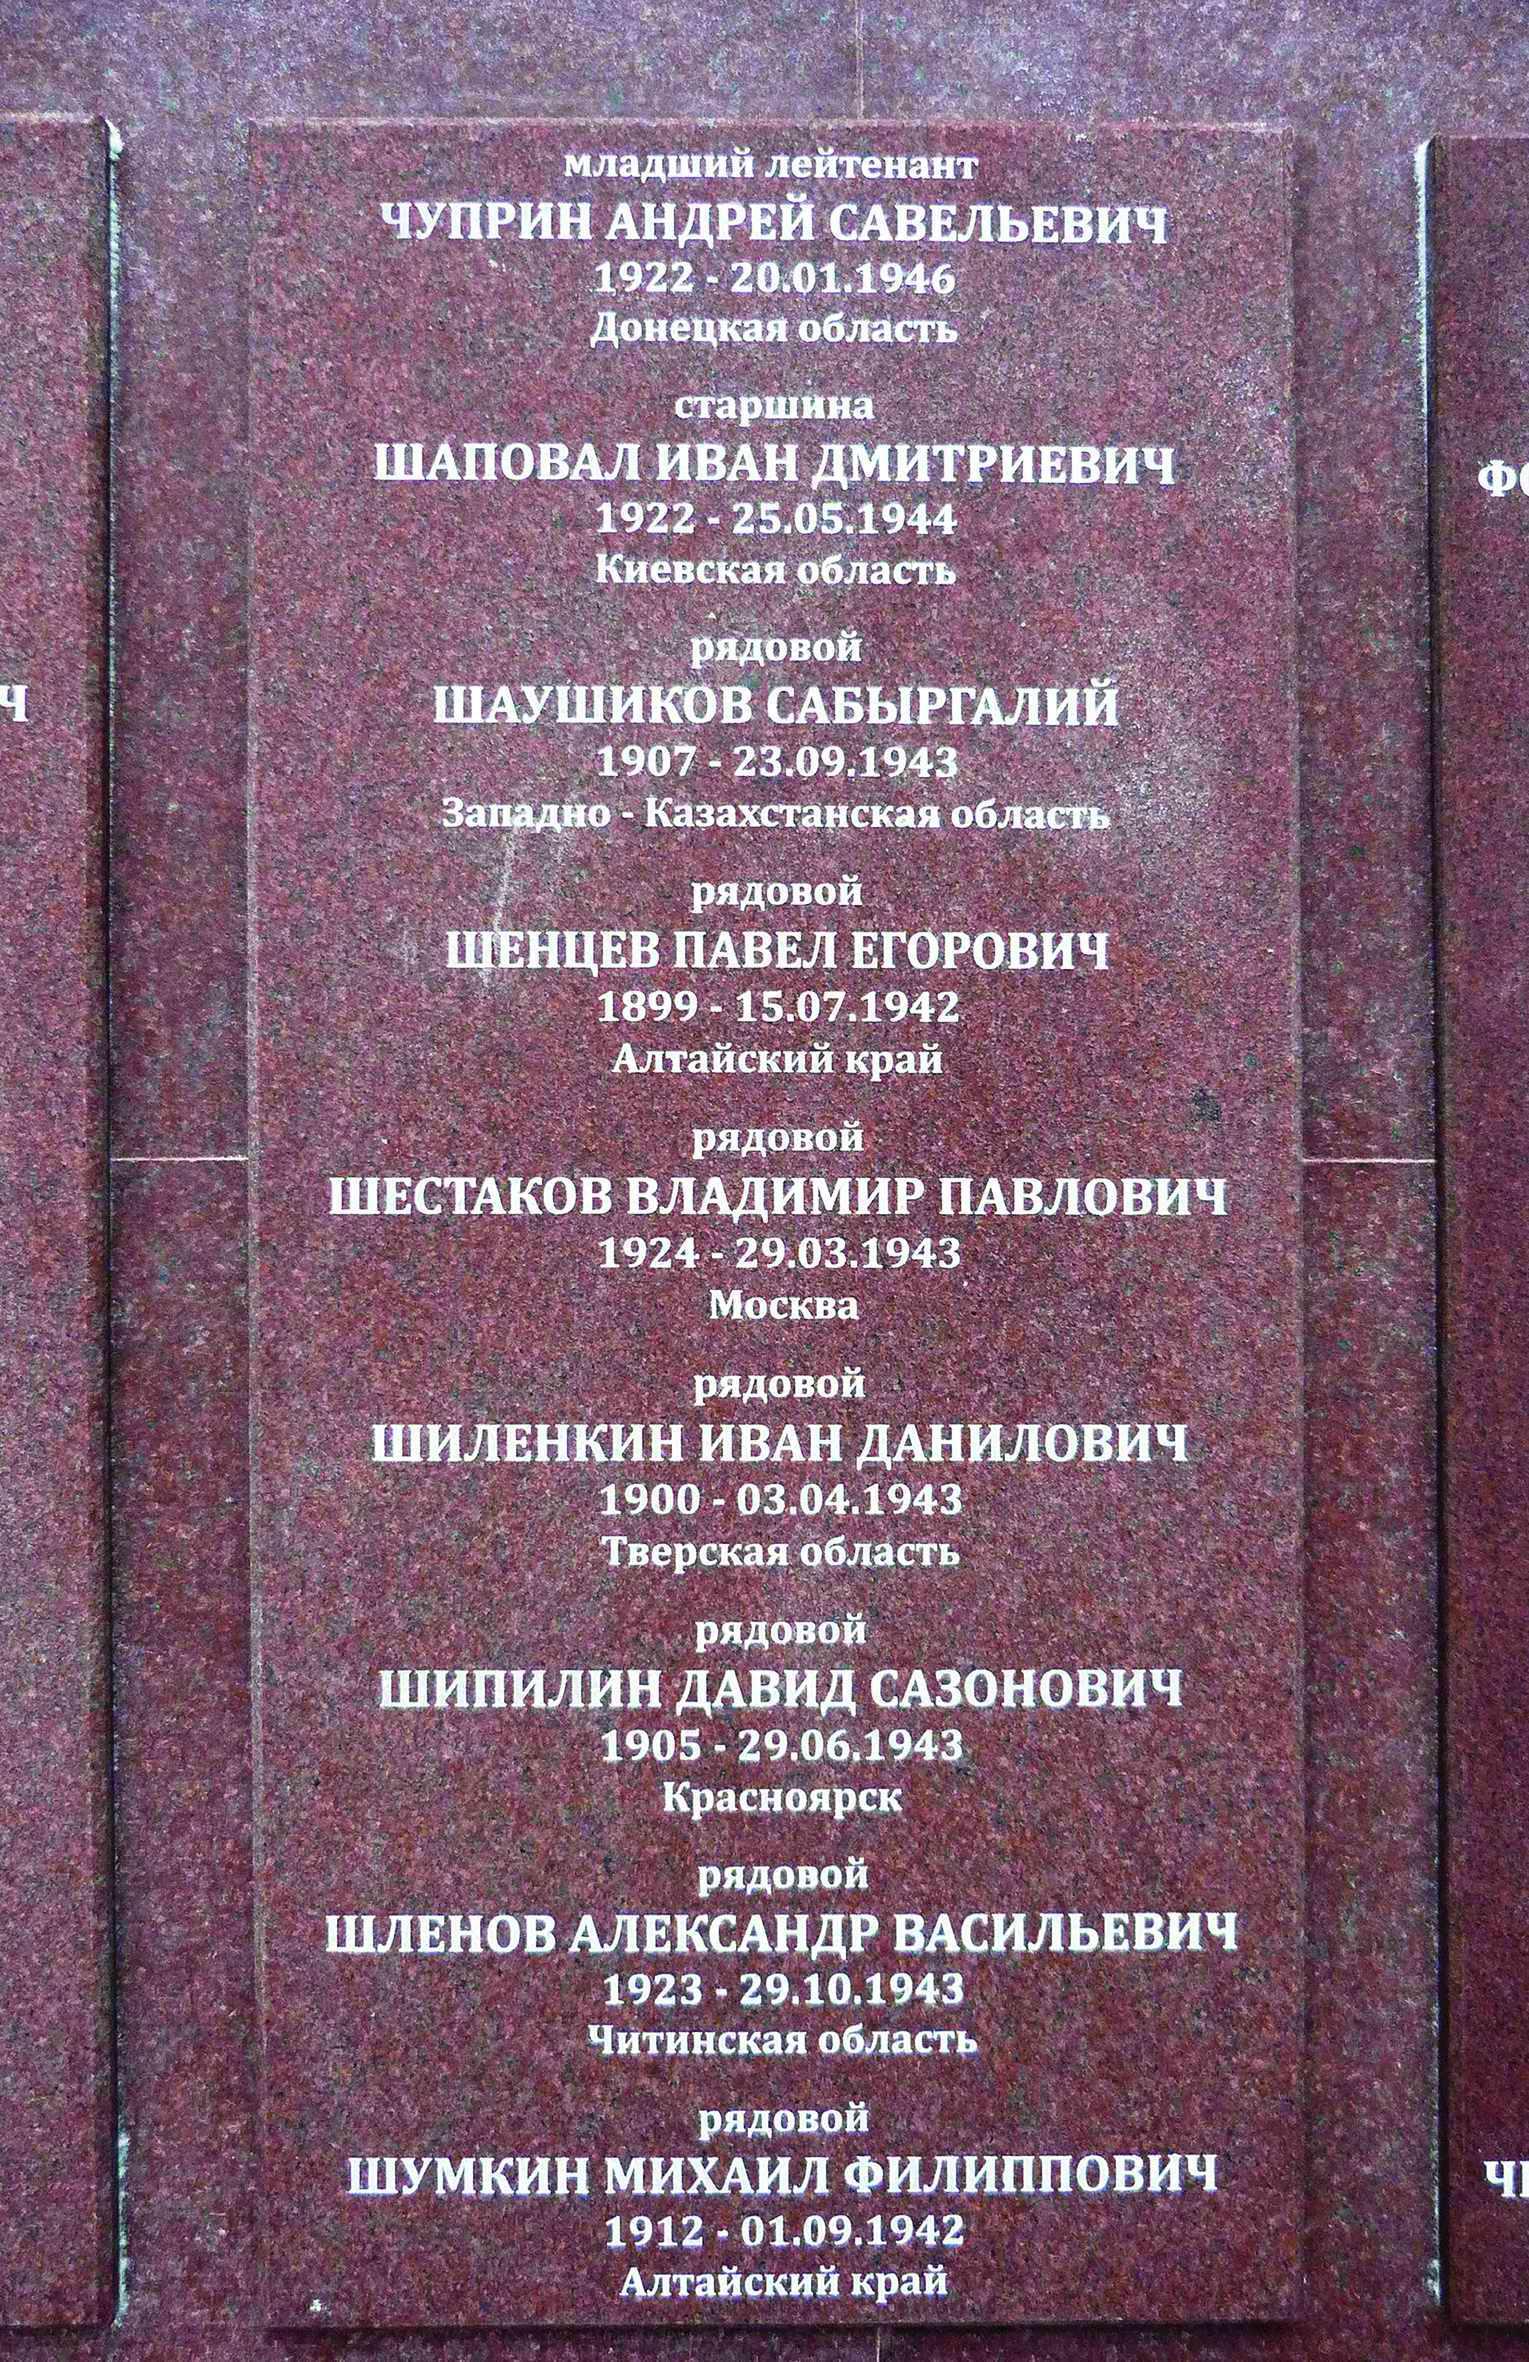 младший лейтенант
ЧУПРИН АНДРЕЙ САВЕЛЬЕВИЧ
1922 - 20.01.1946
Донецкая область
старшина
ШАПОВАЛ ИВАН ДМИТРИЕВИЧ
1922 - 25.05.1944
Киевская область
рядовой
ШАУШИКОВ САБЫРГАЛИЙ
1907 - 23.09.1943
Западно - Казахстанская область
рядовой
ШЕНЦЕВ ПАВЕЛ ЕГОРОВИЧ
1899 - 15.07.1942
Алтайский край
рядовой
ШЕСТАКОВ ВЛАДИМИР ПАВЛОВИЧ
1924 - 29.03.1943
Москва
рядовой
ШИЛЕНКИН ИВАН ДАНИЛОВИЧ
1900 - 03.04.1943
Тверская область
рядовой
ШИПИЛИН ДАВИД САЗОНОВИЧ
1905 - 29.06.1943
Красноярск
рядовой
ШЛЕНОВ АЛЕКСАНДР ВАСИЛЬЕВИЧ
1923 - 29.10.1943
Читинская область
рядовой
ШУМКИН МИХАИЛ ФИЛИППОВИЧ
1912 - 01.09.1942
Алтайский край